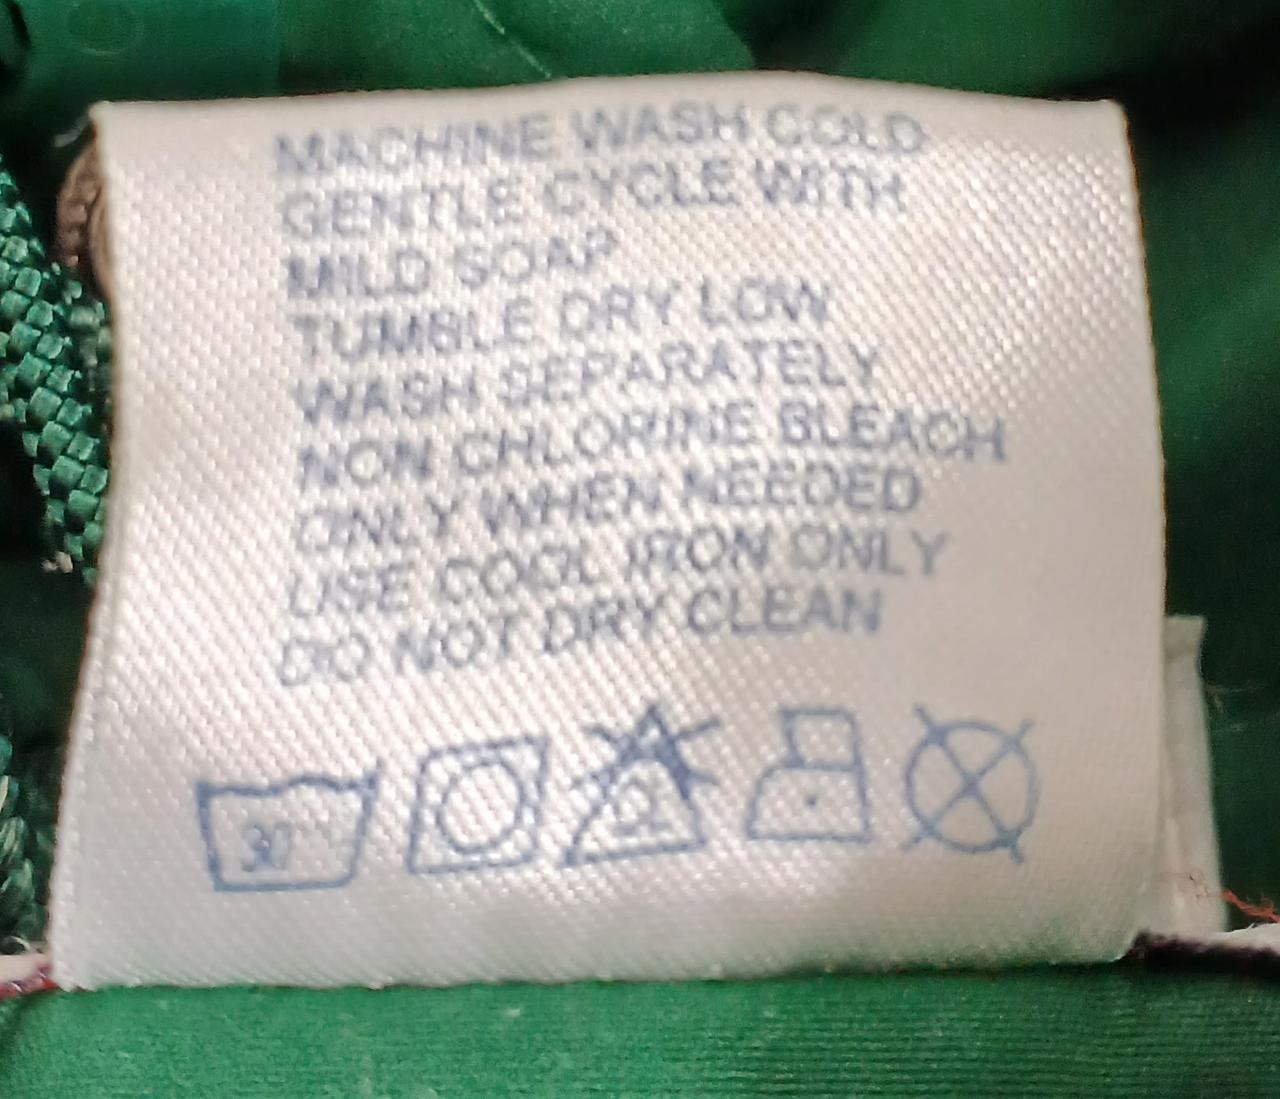 MACHINE WASH COLD
GENTLE CYCLE WITH
MILD SOAP
TUMBLE DRY LOW
WASH SEPARATELY
NON CHLORINE BLEACH
ONLY WHEN NEEDED
USE COOL IRON ONLY
DO NOT DRY CLEAN
30